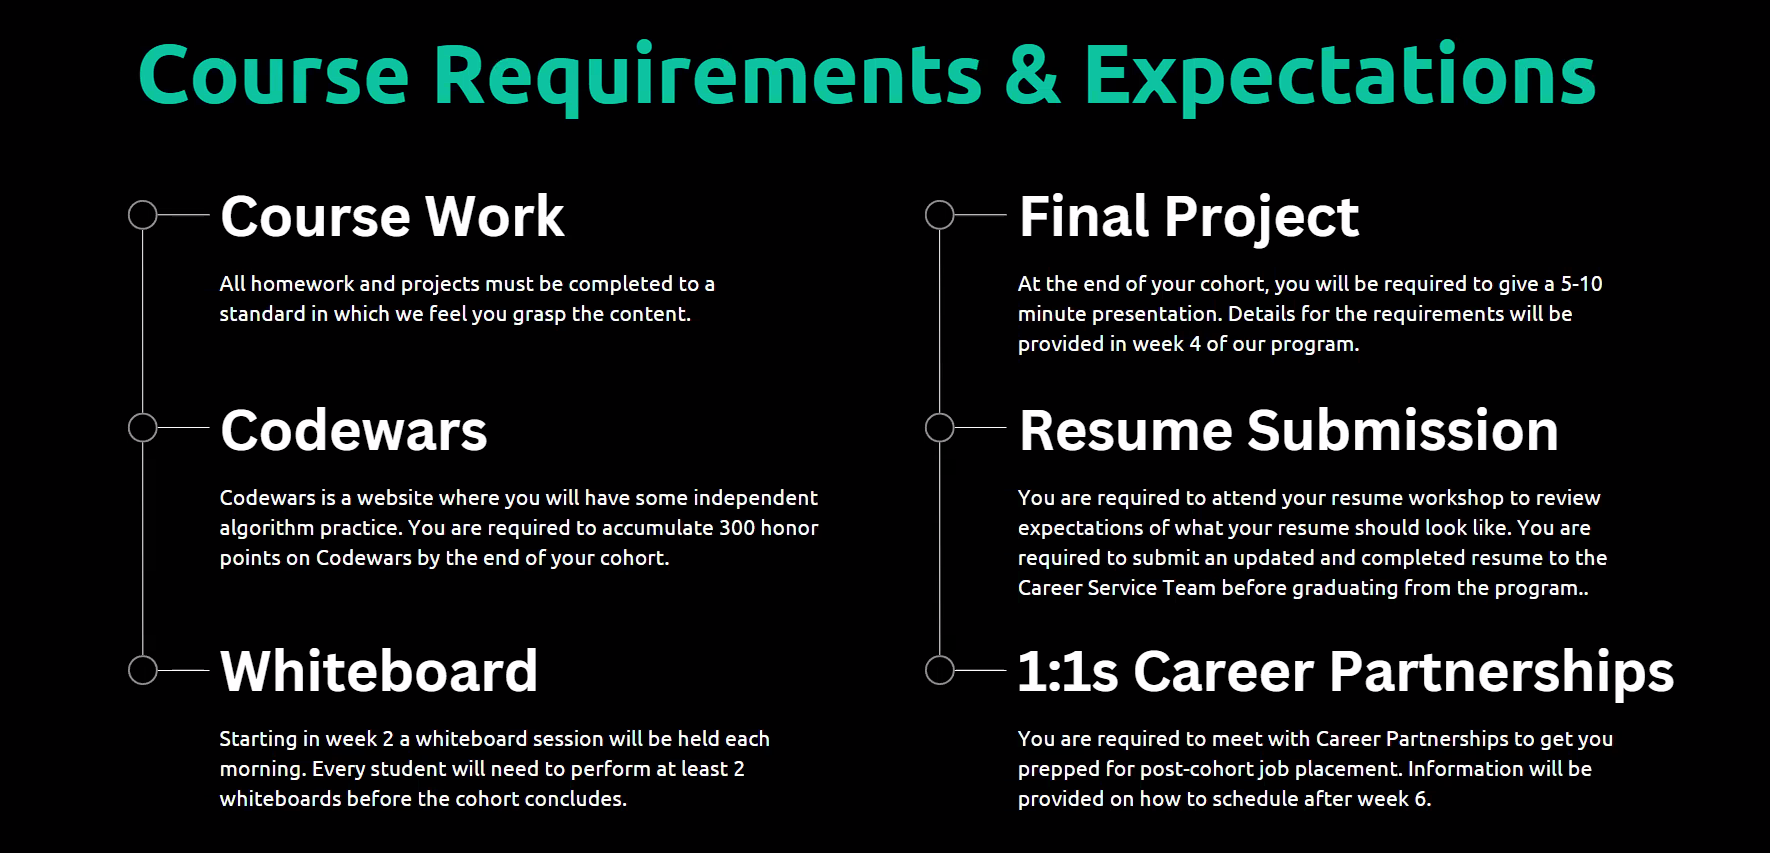 Course Requirements & Expectations
Course Work
All homework and projects must be completed to a
standard in which we feel you grasp the content.
Codewars
Codewars is a website where you will have some independent
algorithm practice. You are required to accumulate 300 honor
points on Codewars by the end of your cohort.
Whiteboard
Starting in week 2 a whiteboard session will be held each
morning. Every student will need to perform at least 2
whiteboards before the cohort concludes.
Final Project
At the end of your cohort, you will be required to give a 5-10
minute presentation. Details for the requirements will be
provided in week 4 of our program.
Resume Submission
You are required to attend your resume workshop to review
expectations of what your resume should look like. You are
required to submit an updated and completed resume to the
Career Service Team before graduating from the program..
1:1s Career Partnerships
You are required to meet with Career Partnerships to get you
prepped for post-cohort job placement. Information will be
provided on how to schedule after week 6.